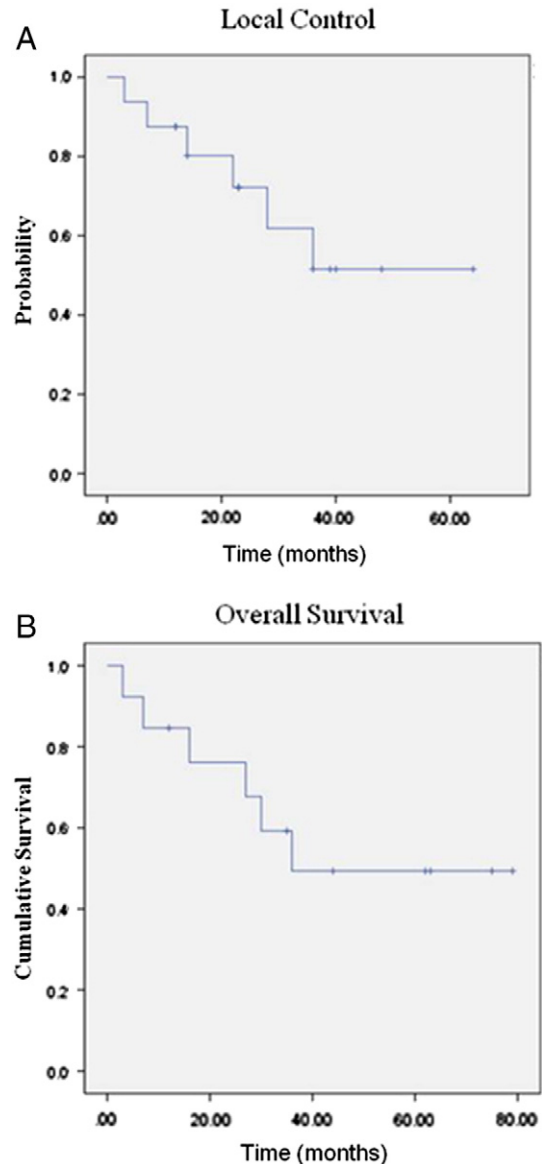 A
Local Control
1.0
0.8
0.6
0.4
0.2
0.0
Probability
.00 20.00 40.00 60.00
Time (months)
B
Overall Survival
1.0
0.8
0.6
0.4
0.2
0.0
Cumulative Survival
.00 20.00 40.00 60.00 80.00
Time (months)